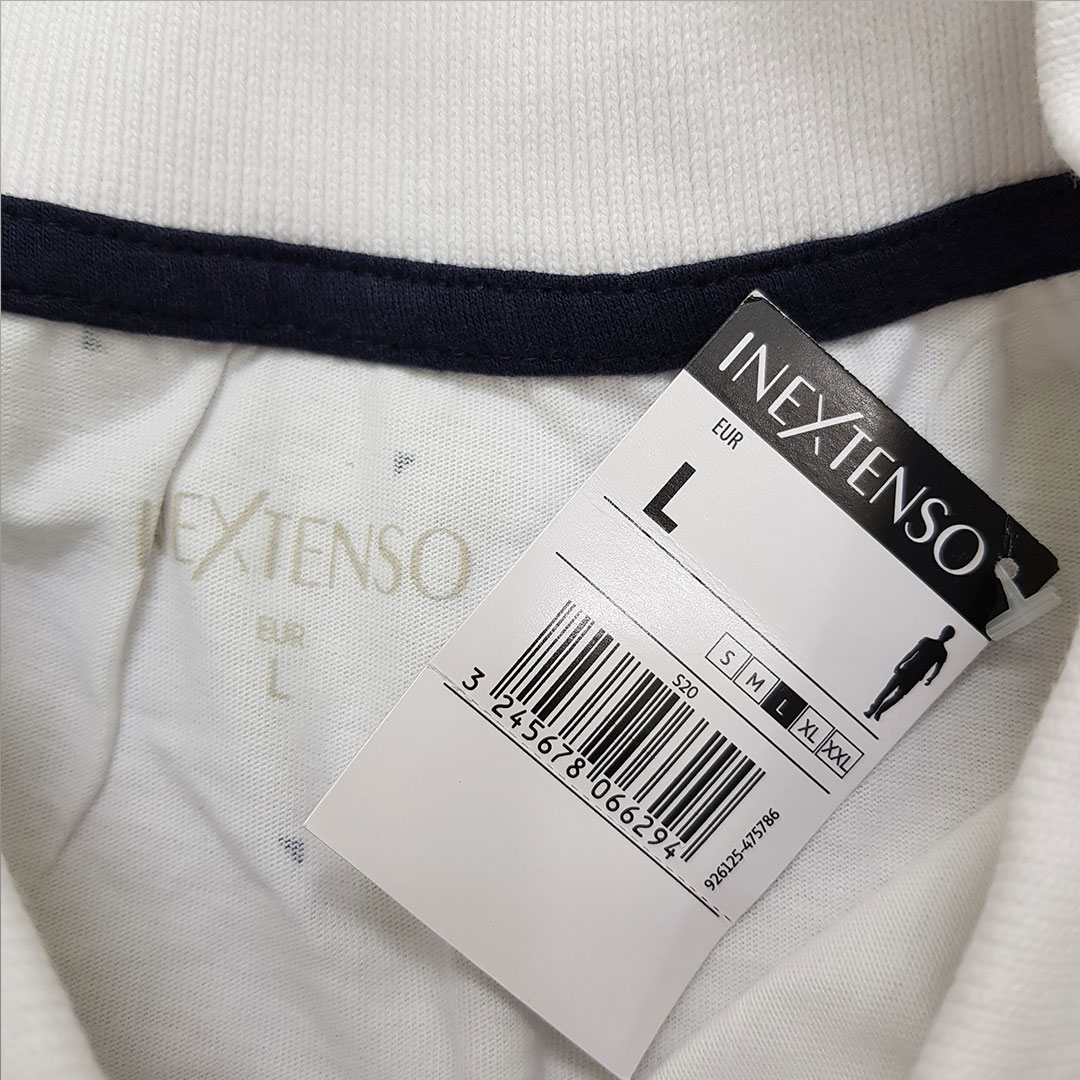 INEXTENSO
EUR
L
INEXTENSO
EUR
L
S M L XL XXL
S20
3 245678 066294
926125-475786